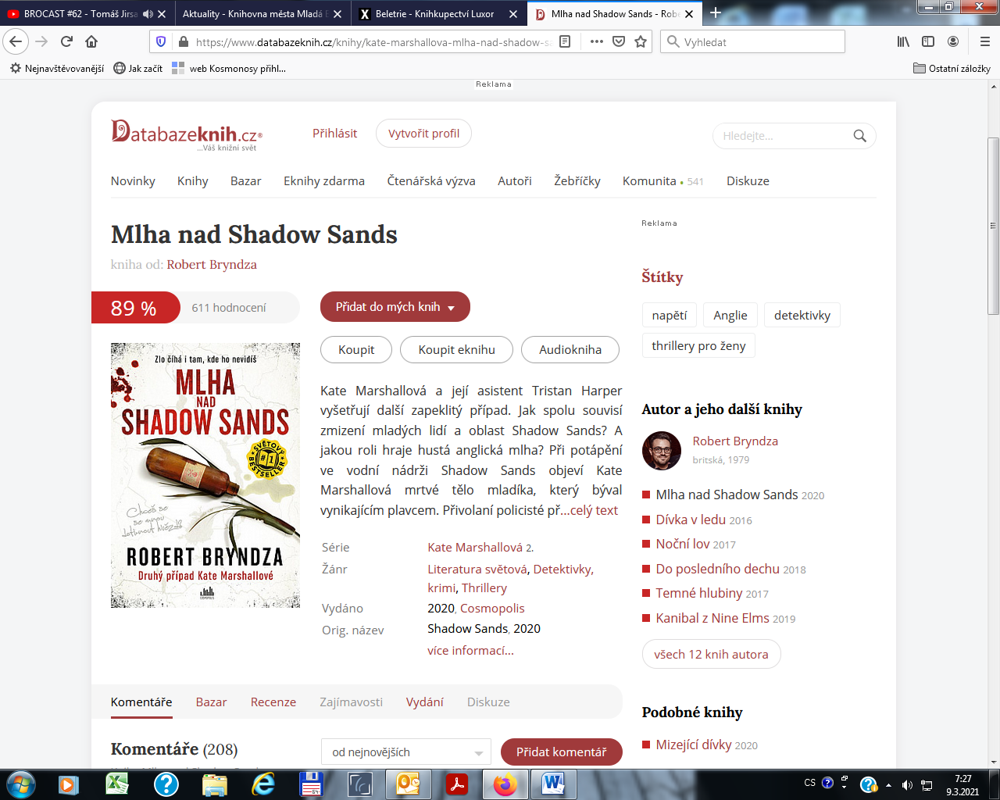 BROCAST #62 - Tomáš Jirsa
Aktuality - Knihovna města Mladá B
Beletrie - Knihkupectví Luxor
Mlha nad Shadow Sands - Robe
https://www.databazeknih.cz/knihy/kate-marshallova-mlha-nad-shadow-sa
Vyhledat
Nejnavštěvovanější
Jak začít
web Kosmonosy přihl...
Ostatní záložky
Reklama
Databazeknih.cz®
...Váš knižní svět
Přihlásit
Vytvořit profil
Hledejte...
Novinky Knihy Bazar Eknihy zdarma Čtenářská výzva Autoři Žebříčky Komunita • 541 Diskuze
Mlha nad Shadow Sands
kniha od: Robert Bryndza
89 %
611 hodnocení
Přidat do mých knih
Koupit
Koupit eknihu
Audiokniha
Zlo číhá i tam, kde ho nevidíš
MLHA
NAD
SHADOW SANDS
SVĚTOVÝ
#1
BESTSELLER
Chceš se
se mnou
dotknout hvězd!?
ROBERT BRYNDZA
Druhý případ Kate Marshallové
COSMOPOLIS
Kate Marshallová a její asistent Tristan Harper
vyšetřují další zapeklitý případ. Jak spolu souvisí
zmizení mladých lidí a oblast Shadow Sands? A
jakou roli hraje hustá anglická mlha? Při potápění
ve vodní nádrži Shadow Sands objeví Kate
Marshallová mrtvé tělo mladíka, který býval
vynikajícím plavcem. Přivolaní policisté př...celý text
Série Kate Marshallová 2.
Žánr Literatura světová, Detektivky,
krimi, Thrillery
Vydáno 2020, Cosmopolis
Orig. název Shadow Sands, 2020
více informací...
Reklama
Štítky
napětí
Anglie
detektivky
thrillery pro ženy
Autor a jeho další knihy
Robert Bryndza
britská, 1979
Mlha nad Shadow Sands 2020
Dívka v ledu 2016
Noční lov 2017
Do posledního dechu 2018
Temné hlubiny 2017
Kanibal z Nine Elms 2019
všech 12 knih autora
Podobné knihy
Mizející dívky 2020
Komentáře Bazar Recenze Zajímavosti Vydání Diskuze
Komentáře (208)
od nejnovějších
Přidat komentář
CS
7:27
9.3.2021